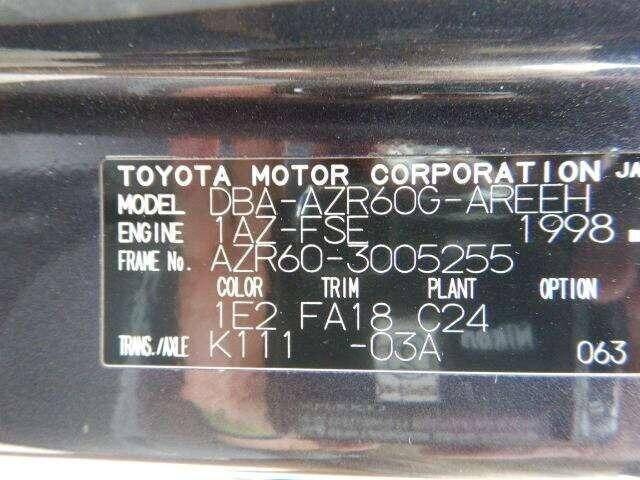 TOYOTA MOTOR CORPORATION JA
MODEL DBA-AZR60G-AREEH
ENGINE 1AZ-FSE 1998.
FRAME No. AZR60-3005255
COLOR TRIM PLANT OPTION
1E2 FA18 C24
TRANS./AXLE K111 -03A 063